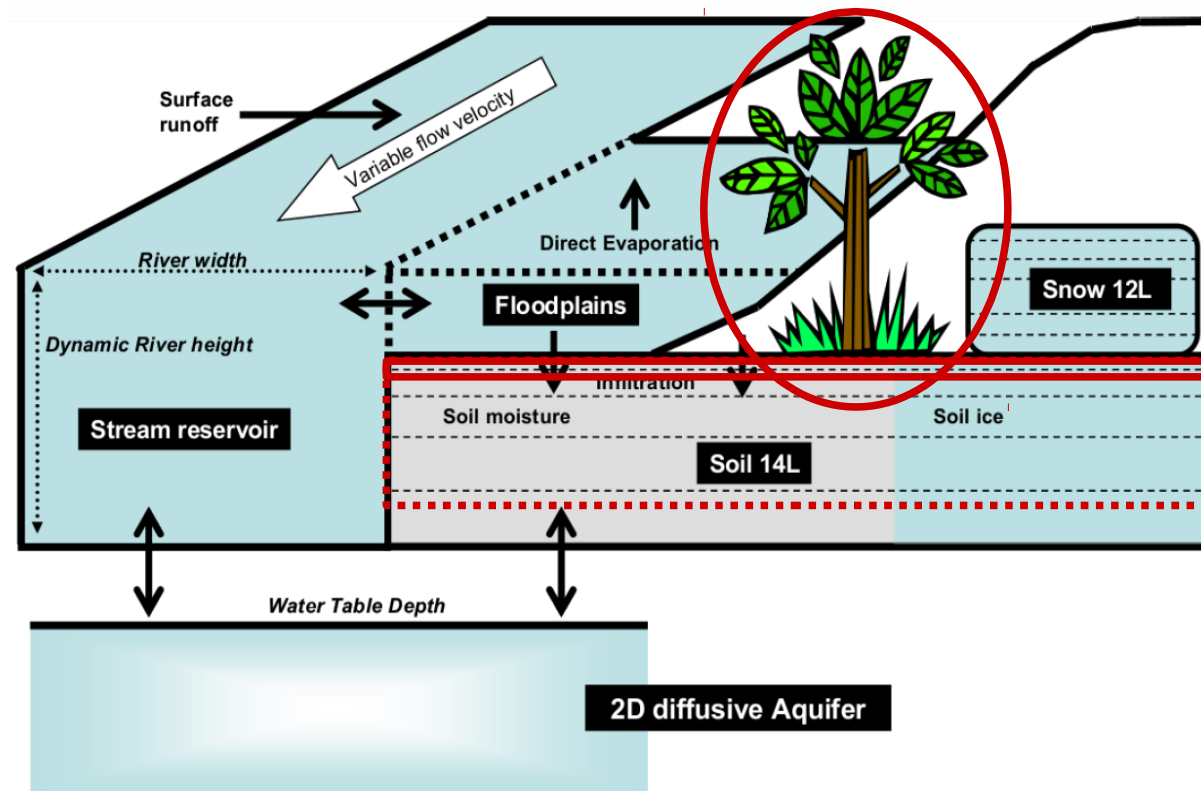 Surface
runoff
Variable flow velocity
Direct Evaporation
River width
Snow 12L
Floodplains
Dynamic River height
Infiltration
Soil moisture
Soil ice
Stream reservoir
Soil 14L
Water Table Depth
2D diffusive Aquifer